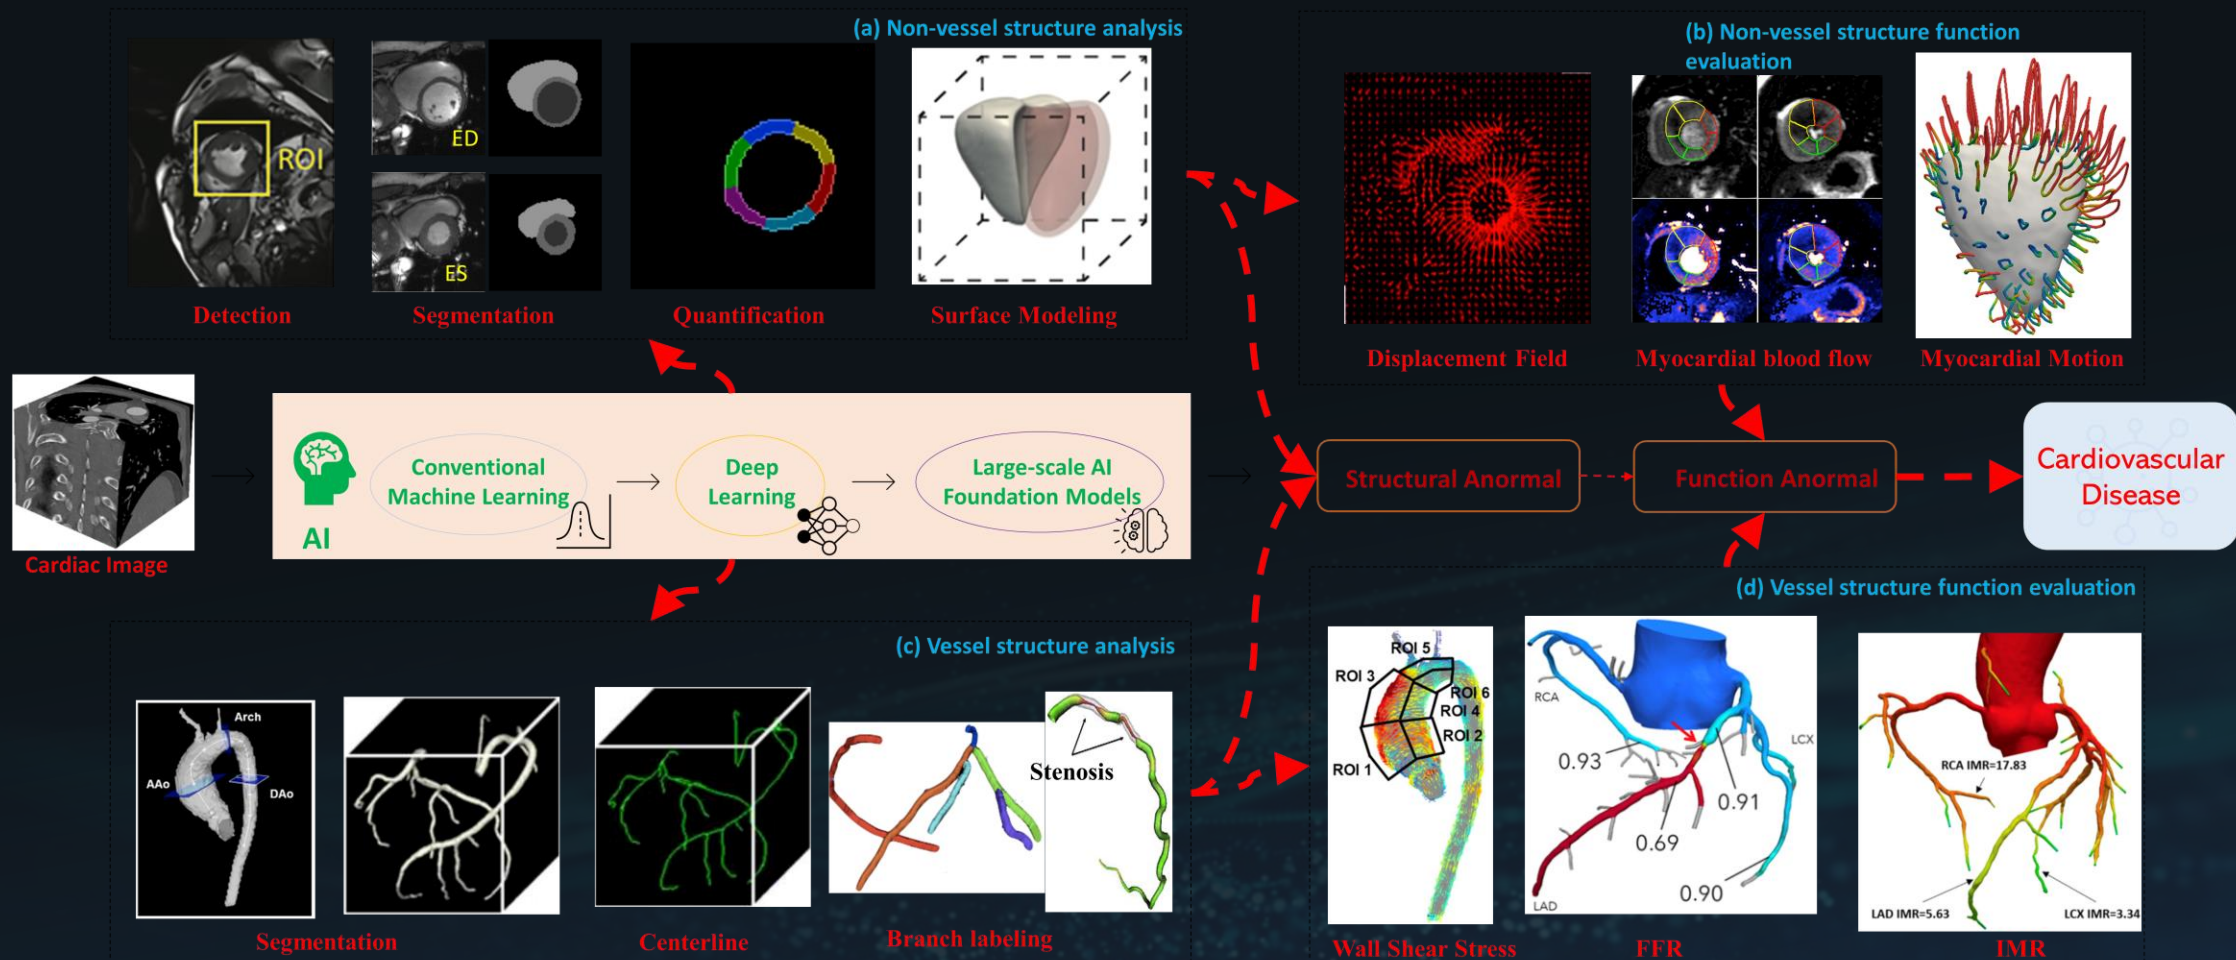 (a) Non-vessel structure analysis
ROI
ED
ES
Detection
Segmentation
Quantification
Surface Modeling
(b) Non-vessel structure function
evaluation
Displacement Field
Myocardial blood flow
Myocardial Motion
Cardiac Image
AI
Conventional
Machine Learning
Deep
Learning
Large-scale AI
Foundation Models
Structural Anormal
Function Anormal
Cardiovascular
Disease
(c) Vessel structure analysis
Arch
AAo
DAo
Stenosis
Segmentation
Centerline
Branch labeling
(d) Vessel structure function evaluation
ROI 5
ROI 3
ROI 6
ROI 4
ROI 2
ROI 1
RCA
LCX
0.93
0.91
0.69
0.90
LAD
RCA IMR=17.83
LAD IMR=5.63
LCX IMR=3.34
Wall Shear Stress
FFR
IMR